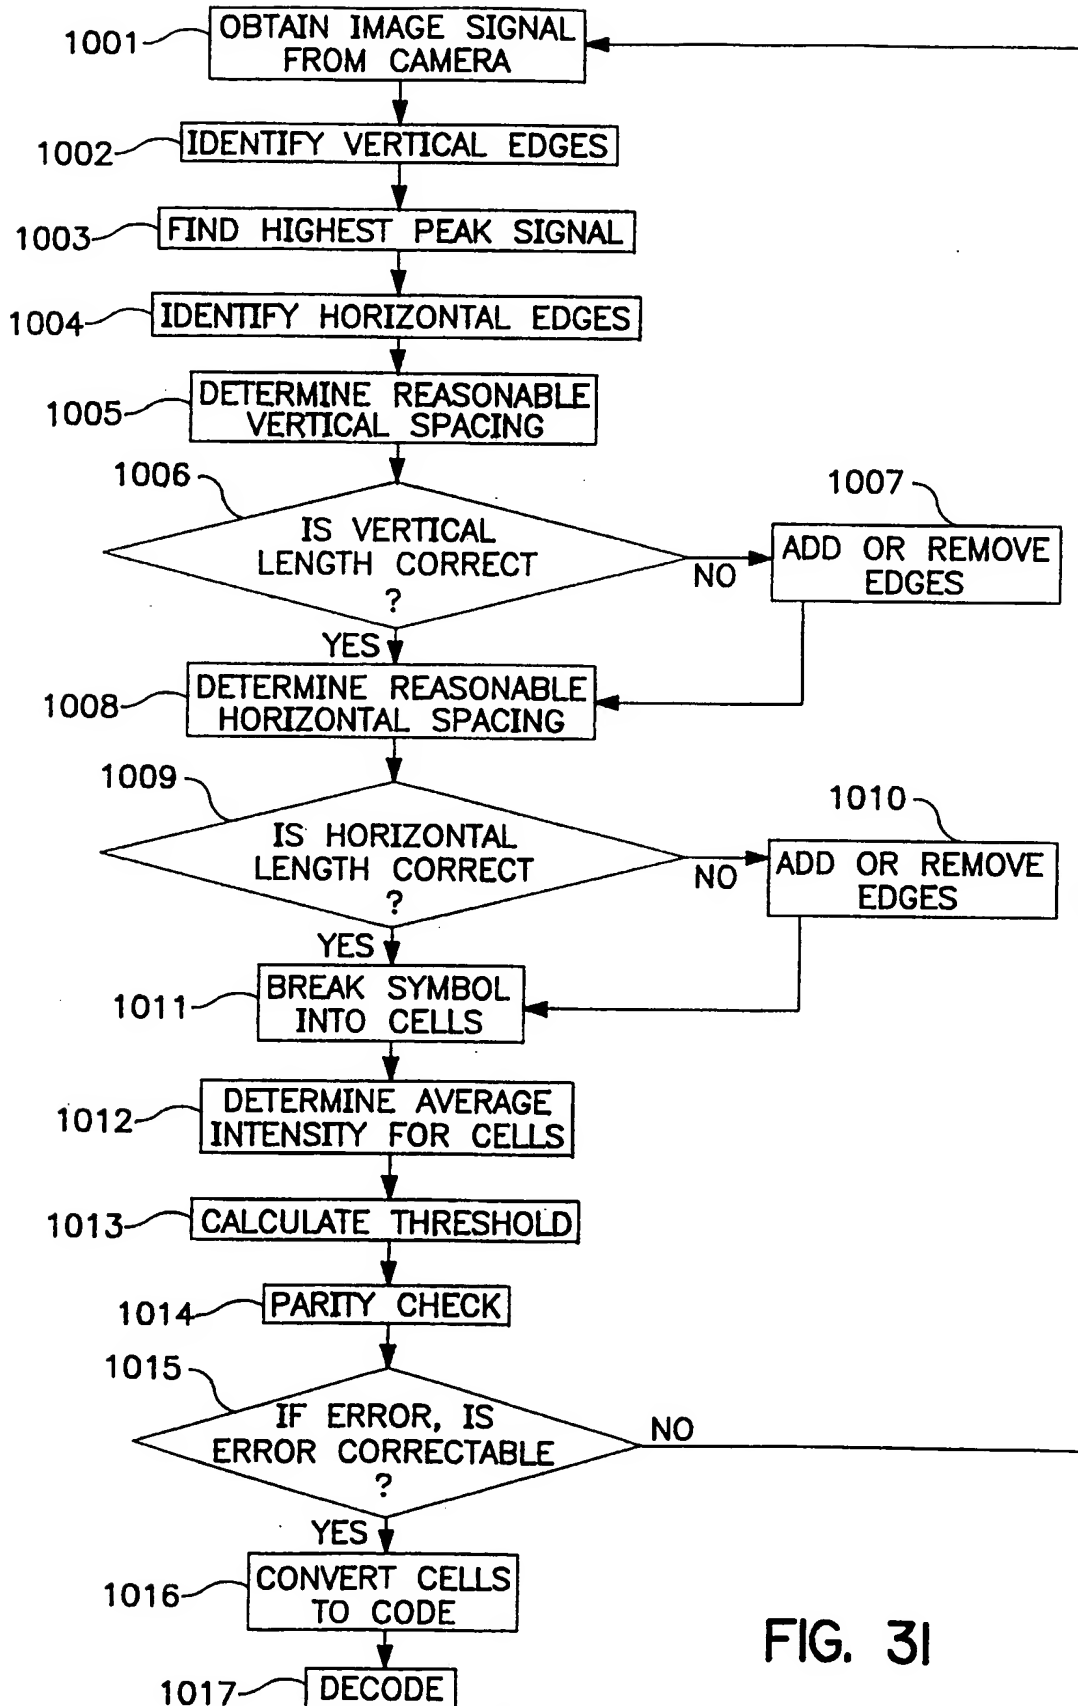 1001
OBTAIN IMAGE SIGNAL
FROM CAMERA
1002
IDENTIFY VERTICAL EDGES
1003
FIND HIGHEST PEAK SIGNAL
1004
IDENTIFY HORIZONTAL EDGES
1005
DETERMINE REASONABLE
VERTICAL SPACING
1006
IS VERTICAL
LENGTH CORRECT
?
NO
1007
ADD OR REMOVE
EDGES
YES
1008
DETERMINE REASONABLE
HORIZONTAL SPACING
1009
IS HORIZONTAL
LENGTH CORRECT
?
NO
1010
ADD OR REMOVE
EDGES
YES
1011
BREAK SYMBOL
INTO CELLS
1012
DETERMINE AVERAGE
INTENSITY FOR CELLS
1013
CALCULATE THRESHOLD
1014
PARITY CHECK
1015
IF ERROR, IS
ERROR CORRECTABLE
?
NO
YES
1016
CONVERT CELLS
TO CODE
1017
DECODE
FIG. 31